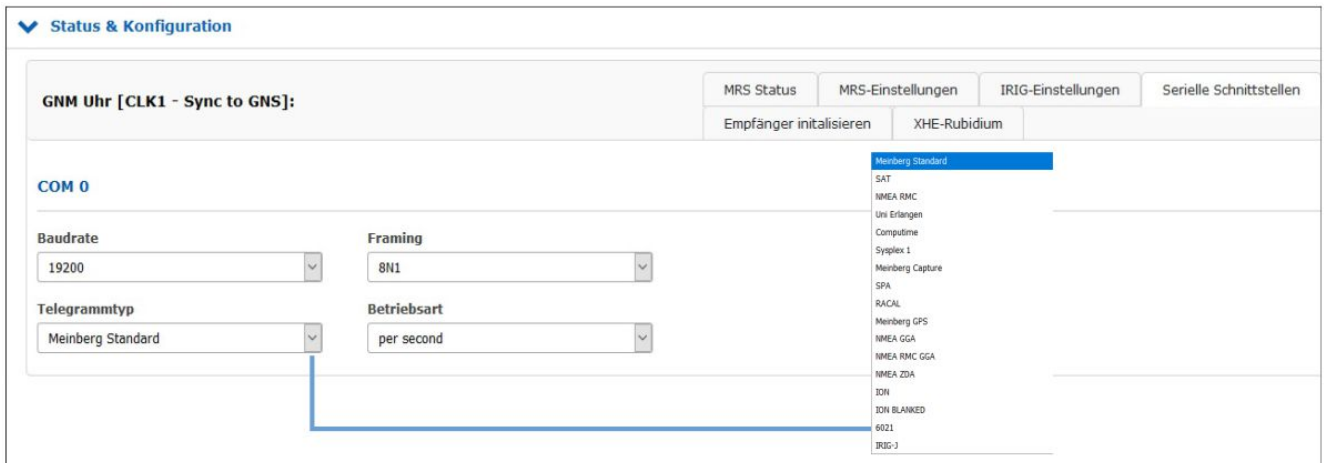 Status & Konfiguration
GNM Uhr [CLK1 - Sync to GNS]:
MRS Status
MRS-Einstellungen
IRIG-Einstellungen
Serielle Schnittstellen
Empfänger initalisieren
XHE-Rubidium
COM 0
Baudrate
Framing
19200
8N1
Telegrammtyp
Betriebsart
Meinberg Standard
per second
Meinberg Standard
SAT
NMEA RMC
Uni Erlangen
Computime
Sysplex 1
Meinberg Capture
SPA
RACAL
Meinberg GPS
NMEA GGA
NMEA RMC GGA
NMEA ZDA
ION
ION BLANKED
6021
IRIG-J